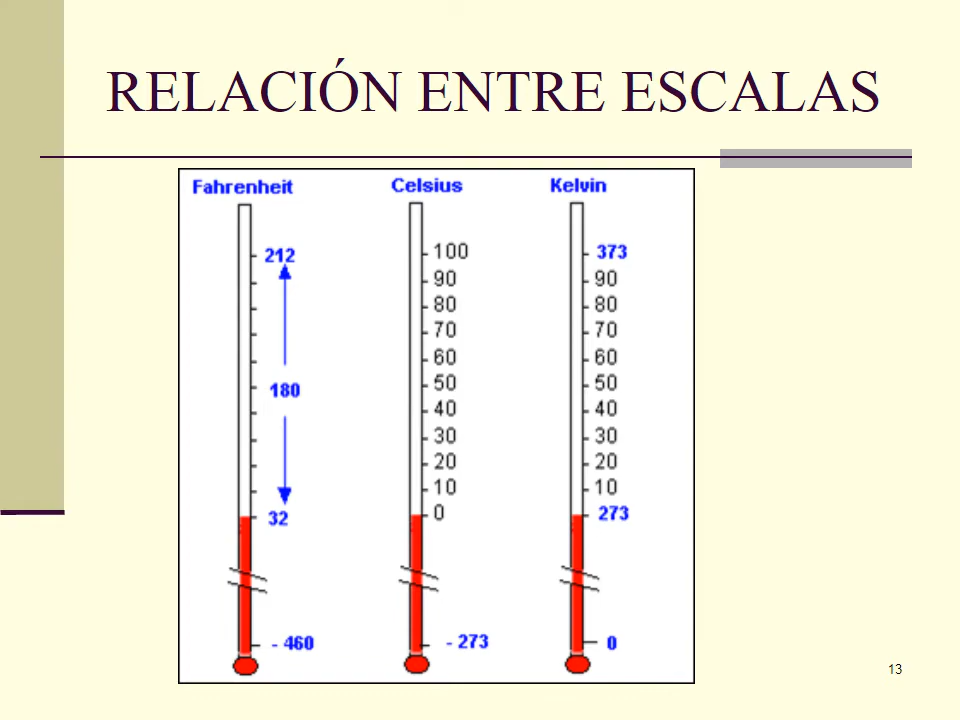 RELACIÓN ENTRE ESCALAS
Fahrenheit Celsius Kelvin
212 100 373
90 90
80 80
70 70
60 60
180 50 50
40 40
30 30
20 20
10 10
32 0 273
- 460 - 273 0
13